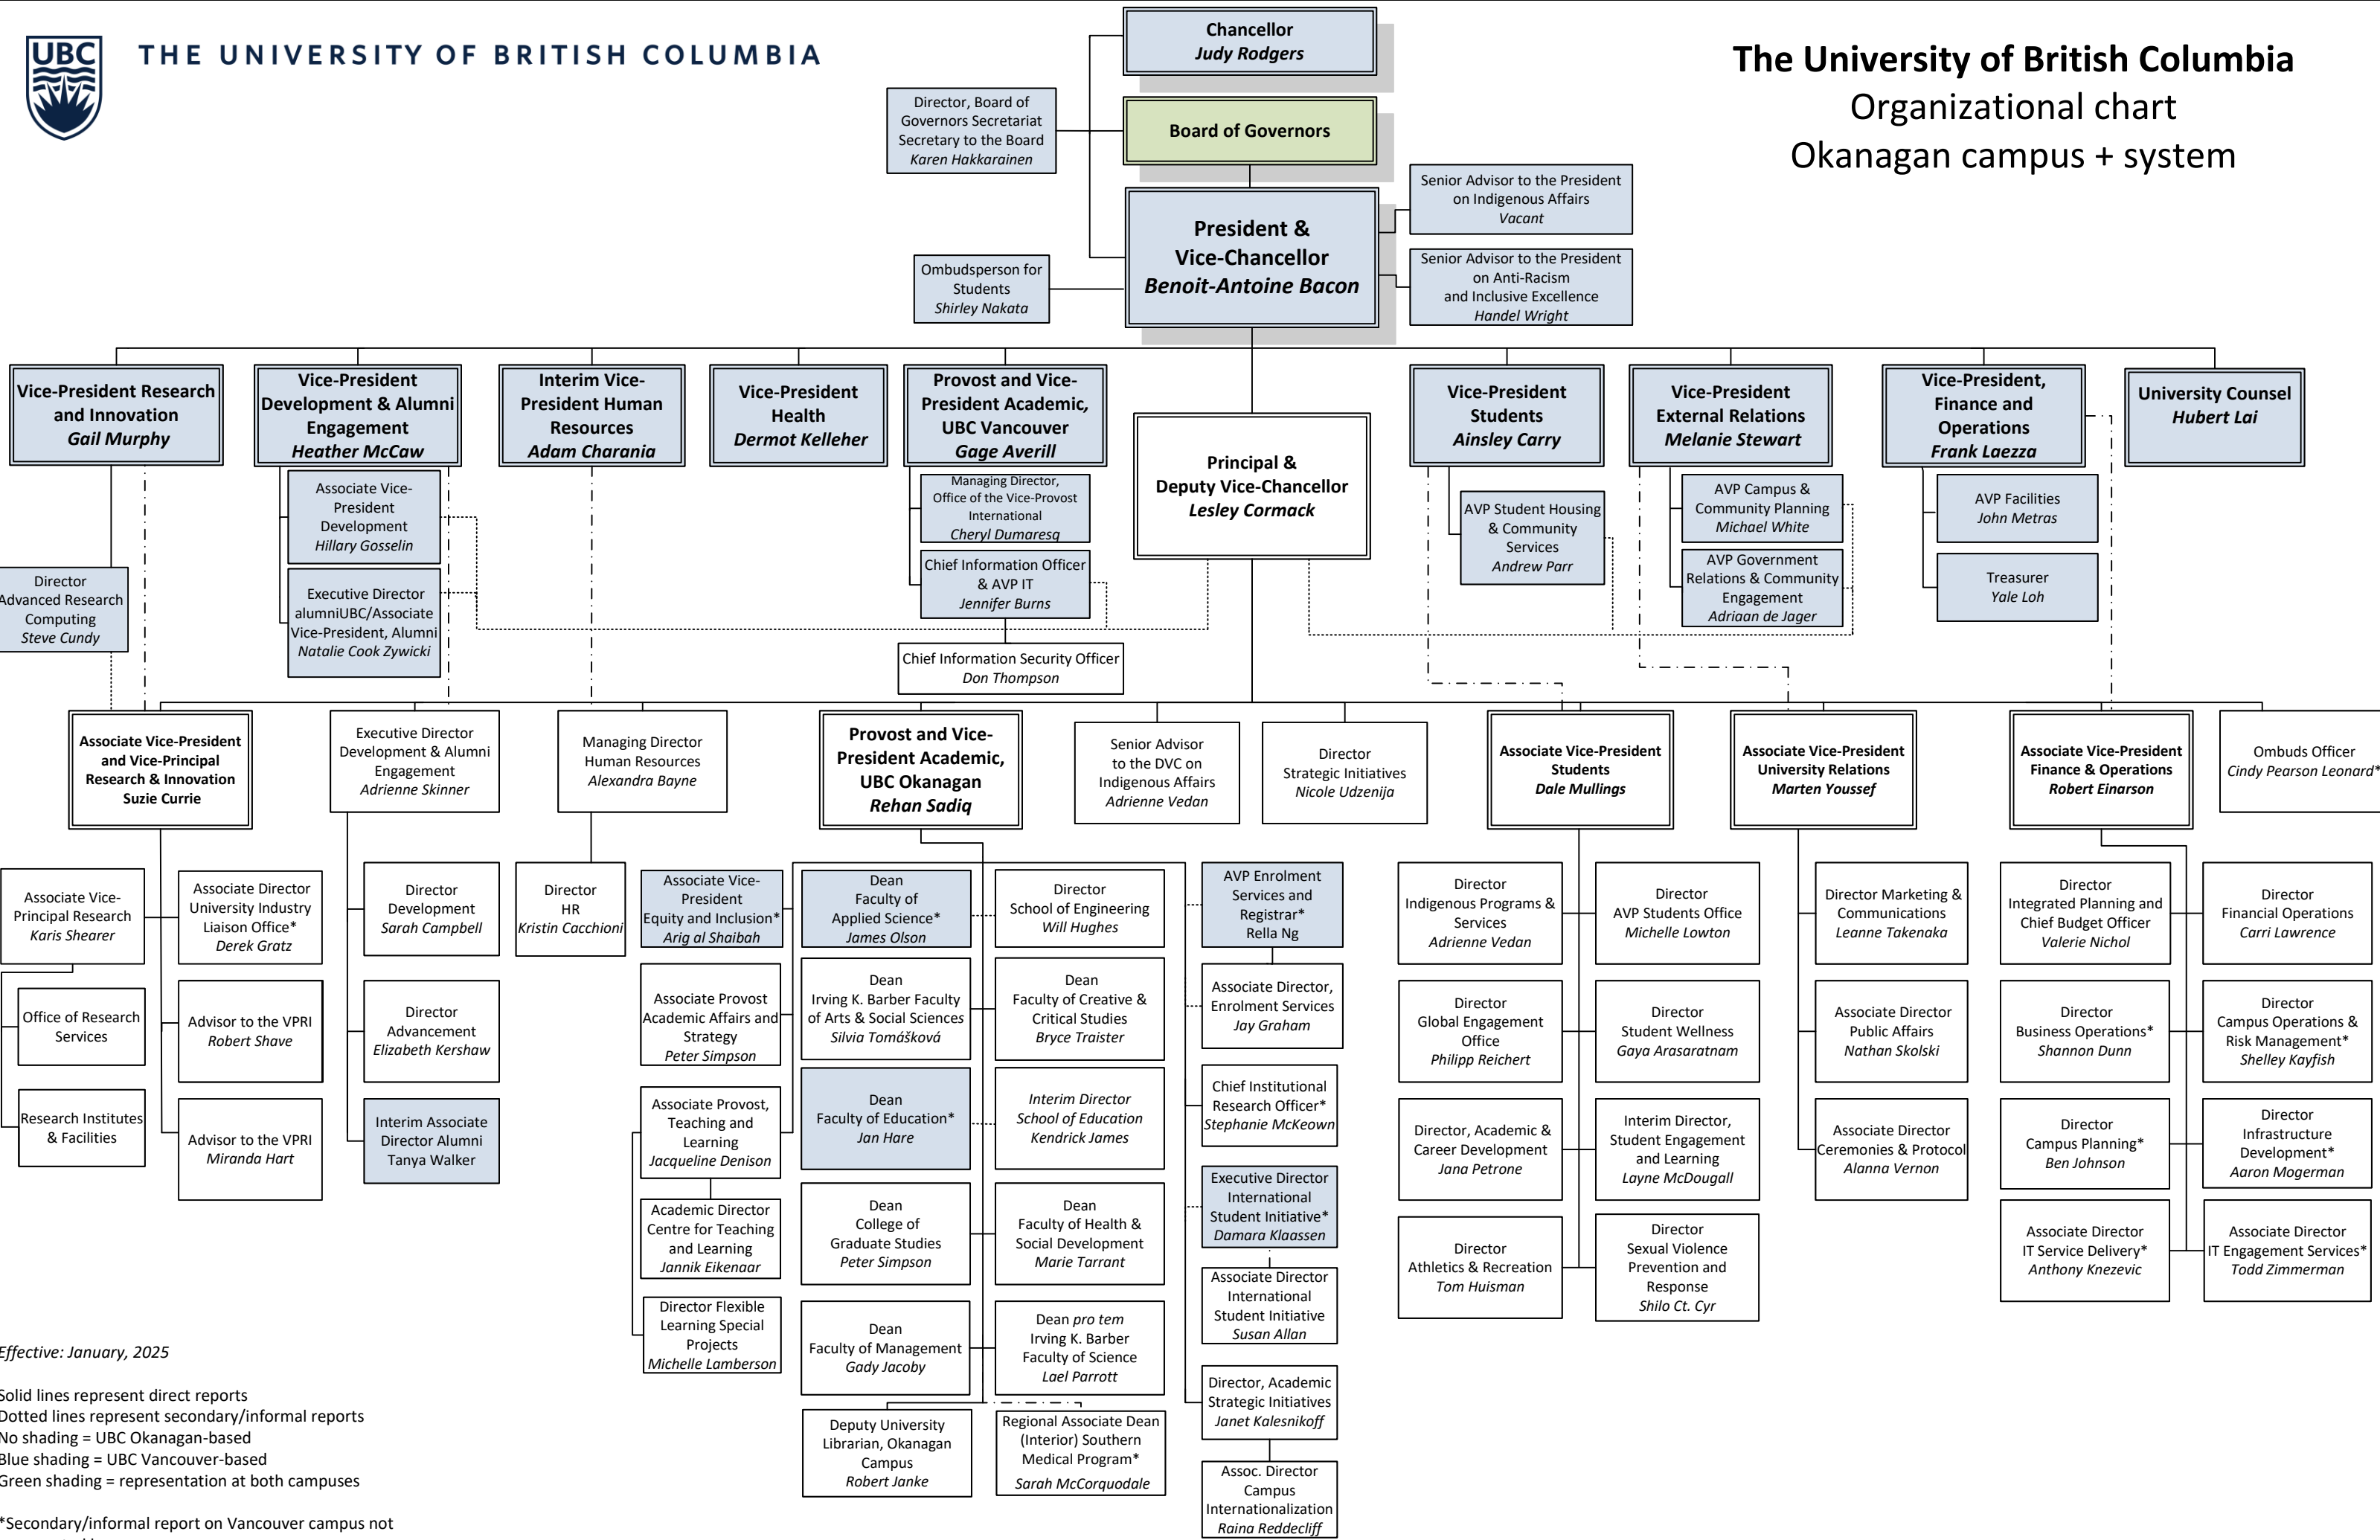 UBC
THE UNIVERSITY OF BRITISH COLUMBIA
The University of British Columbia
Organizational chart
Okanagan campus + system
Chancellor
Judy Rodgers
Director, Board of
Governors Secretariat
Secretary to the Board
Karen Hakkarainen
Board of Governors
Senior Advisor to the President
on Indigenous Affairs
Vacant
President &
Vice-Chancellor
Benoit-Antoine Bacon
Ombudsperson for
Students
Shirley Nakata
Senior Advisor to the President
on Anti-Racism
and Inclusive Excellence
Handel Wright
Vice-President Research
and Innovation
Gail Murphy
Vice-President
Development & Alumni
Engagement
Heather McCaw
Interim Vice-
President Human
Resources
Adam Charania
Vice-President
Health
Dermot Kelleher
Provost and Vice-
President Academic,
UBC Vancouver
Gage Averill
Principal &
Deputy Vice-Chancellor
Lesley Cormack
Vice-President
Students
Ainsley Carry
Vice-President
External Relations
Melanie Stewart
Vice-President,
Finance and
Operations
Frank Laezza
University Counsel
Hubert Lai
Director
Advanced Research
Computing
Steve Cundy
Associate Vice-
President
Development
Hillary Gosselin
Executive Director
alumniUBC/Associate
Vice-President, Alumni
Natalie Cook Zywicki
Managing Director,
Office of the Vice-Provost
International
Cheryl Dumaresq
Chief Information Officer
& AVP IT
Jennifer Burns
Chief Information Security Officer
Don Thompson
AVP Student Housing
& Community
Services
Andrew Parr
AVP Campus &
Community Planning
Michael White
AVP Government
Relations & Community
Engagement
Adriaan de Jager
AVP Facilities
John Metras
Treasurer
Yale Loh
Associate Vice-President
and Vice-Principal
Research & Innovation
Suzie Currie
Executive Director
Development & Alumni
Engagement
Adrienne Skinner
Managing Director
Human Resources
Alexandra Bayne
Provost and Vice-
President Academic,
UBC Okanagan
Rehan Sadiq
Senior Advisor
to the DVC on
Indigenous Affairs
Adrienne Vedan
Director
Strategic Initiatives
Nicole Udzenija
Associate Vice-President
Students
Dale Mullings
Associate Vice-President
University Relations
Marten Youssef
Associate Vice-President
Finance & Operations
Robert Einarson
Ombuds Officer
Cindy Pearson Leonard*
Associate Vice-
Principal Research
Karis Shearer
Office of Research
Services
Research Institutes
& Facilities
Associate Director
University Industry
Liaison Office*
Derek Gratz
Advisor to the VPRI
Robert Shave
Advisor to the VPRI
Miranda Hart
Director
Development
Sarah Campbell
Director
Advancement
Elizabeth Kershaw
Interim Associate
Director Alumni
Tanya Walker
Director
HR
Kristin Cacchioni
Associate Vice-
President
Equity and Inclusion*
Arig al Shaibah
Associate Provost
Academic Affairs and
Strategy
Peter Simpson
Associate Provost,
Teaching and
Learning
Jacqueline Denison
Academic Director
Centre for Teaching
and Learning
Jannik Eikenaar
Director Flexible
Learning Special
Projects
Michelle Lamberson
Dean
Faculty of
Applied Science*
James Olson
Dean
Irving K. Barber Faculty
of Arts & Social Sciences
Silvia Tomášková
Dean
Faculty of Education*
Jan Hare
Dean
College of
Graduate Studies
Peter Simpson
Dean
Faculty of Management
Gady Jacoby
Deputy University
Librarian, Okanagan
Campus
Robert Janke
Director
School of Engineering
Will Hughes
Dean
Faculty of Creative &
Critical Studies
Bryce Traister
Interim Director
School of Education
Kendrick James
Dean
Faculty of Health &
Social Development
Marie Tarrant
Dean pro tem
Irving K. Barber
Faculty of Science
Lael Parrott
Regional Associate Dean
(Interior) Southern
Medical Program*
Sarah McCorquodale
AVP Enrolment
Services and
Registrar*
Rella Ng
Associate Director,
Enrolment Services
Jay Graham
Chief Institutional
Research Officer*
Stephanie McKeown
Executive Director
International
Student Initiative*
Damara Klaassen
Associate Director
International
Student Initiative
Susan Allan
Director, Academic
Strategic Initiatives
Janet Kalesnikoff
Assoc. Director
Campus
Internationalization
Raina Reddecliff
Director
Indigenous Programs &
Services
Adrienne Vedan
Director
Global Engagement
Office
Philipp Reichert
Director, Academic &
Career Development
Jana Petrone
Director
Athletics & Recreation
Tom Huisman
Director
AVP Students Office
Michelle Lowton
Director
Student Wellness
Gaya Arasaratnam
Interim Director,
Student Engagement
and Learning
Layne McDougall
Director
Sexual Violence
Prevention and
Response
Shilo Ct. Cyr
Director Marketing &
Communications
Leanne Takenaka
Associate Director
Public Affairs
Nathan Skolski
Associate Director
Ceremonies & Protocol
Alanna Vernon
Director
Integrated Planning and
Chief Budget Officer
Valerie Nichol
Director
Business Operations*
Shannon Dunn
Director
Campus Planning*
Ben Johnson
Associate Director
IT Service Delivery*
Anthony Knezevic
Director
Financial Operations
Carri Lawrence
Director
Campus Operations &
Risk Management*
Shelley Kayfish
Director
Infrastructure
Development*
Aaron Mogerman
Associate Director
IT Engagement Services*
Todd Zimmerman
Effective: January, 2025
Solid lines represent direct reports
Dotted lines represent secondary/informal reports
No shading = UBC Okanagan-based
Blue shading = UBC Vancouver-based
Green shading = representation at both campuses
*Secondary/informal report on Vancouver campus not